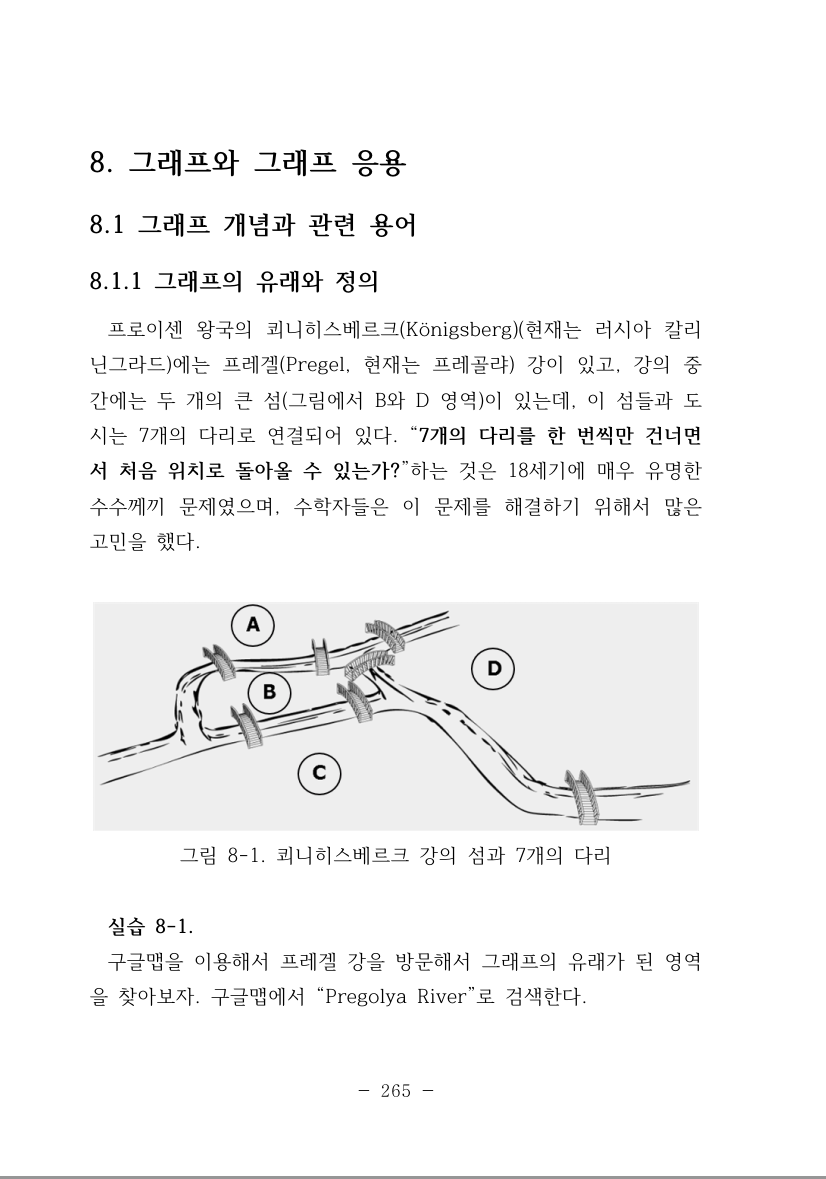 8. 그래프와 그래프 응용
8.1 그래프 개념과 관련 용어
8.1.1 그래프의 유래와 정의
프로이센 왕국의 쾨니히스베르크(Königsberg)(현재는 러시아 칼리
닌그라드)에는 프레겔(Pregel, 현재는 프레골랴) 강이 있고, 강의 중
간에는 두 개의 큰 섬(그림에서 B와 D 영역)이 있는데, 이 섬들과 도
시는 7개의 다리로 연결되어 있다. “7개의 다리를 한 번씩만 건너면
서 처음 위치로 돌아올 수 있는가?”하는 것은 18세기에 매우 유명한
수수께끼 문제였으며, 수학자들은 이 문제를 해결하기 위해서 많은
고민을 했다.
A
B
D
C
그림 8-1. 쾨니히스베르크 강의 섬과 7개의 다리
실습 8-1.
구글맵을 이용해서 프레겔 강을 방문해서 그래프의 유래가 된 영역
을 찾아보자. 구글맵에서 “Pregolya River”로 검색한다.
- 265 -